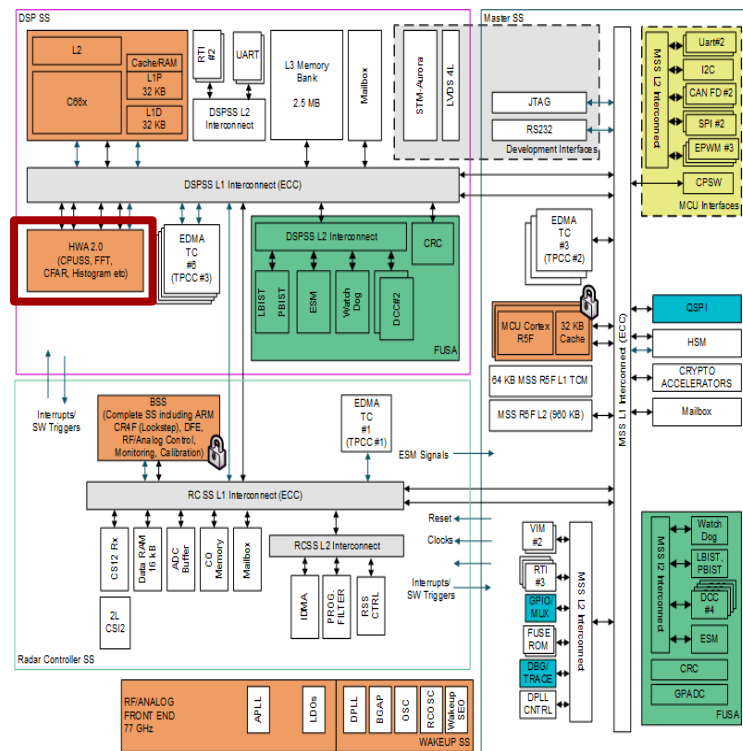 DSP SS
L2
C66x
Cache/RAM
L1P
32 KB
L1D
32 KB
RTI
#2
UART
DSPSS L2
Interconnect
L3 Memory
Bank
2.5 MB
Mailbox
STM-Aurora
LVDS 4L
JTAG
RS232
Development Interfaces
Master SS
MSS L2 Interconnect
Uart#2
I2C
CAN FD #2
SPI #2
EPWM #3
CPSW
MCU Interfaces
DSPSS L1 Interconnect (ECC)
HWA 2.0
(CPUSS, FFT,
CFAR, Histogram etc)
EDMA
TC
#6
(TPCC #3)
DSPSS L2 Interconnect
CRC
LBIST
PBIST
ESM
Watch
Dog
DCC#2
FUSA
EDMA
TC
#3
(TPCC #2)
MCU Cortex
R5F
32 KB
Cache
64 KB MSS R5F L1 TCM
MSS R5F L2 (960 KB)
MSS L1 Interconnect (ECC)
QSPI
HSM
CRYPTO
ACCELERATORS
Mailbox
Interrupts/
SW Triggers
BSS
(Complete SS including ARM
CR4F (Lockstep), DFE,
RF/Analog Control,
Monitoring, Calibration)
EDMA
TC
#1
(TPCC #1)
ESM Signals
RCSS L1 Interconnect (ECC)
CS12 Rx
Data RAM
16 kB
ADC
Buffer
CQ
Memory
Mailbox
RCSS L2 Interconnect
IDMA
PROG.
FILTER
RSS
CTRL
2L
CSI2
Radar Controller SS
Reset
Clocks
Interrupts/
SW Triggers
VIM
#2
RTI
#3
GPIO/
MUX
FUSE
ROM
DBG/
TRACE
DPLL
CNTRL
MSS L2 Interconnect
MSS I2 Interconnect
Watch
Dog
LBIST,
PBIST
DCC
#4
ESM
CRC
GPADC
FUSA
RF/ANALOG
FRONT END
77 GHz
APLL
LDOs
DPLL
BGAP
OSC
RCOSC
Wakeup
SEQ
WAKEUP SS